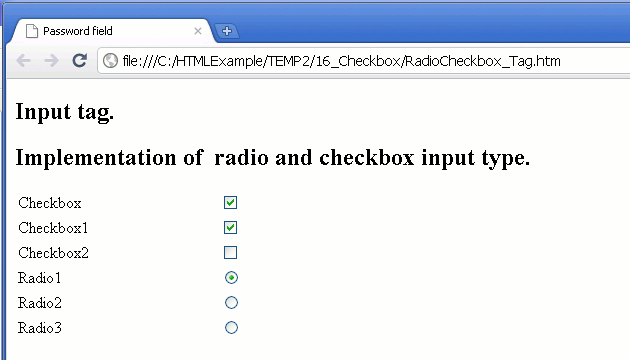 Password field
file:///C:/HTMLExample/TEMP2/16_Checkbox/RadioCheckbox_Tag.htm
Input tag.
Implementation of radio and checkbox input type.
Checkbox
Checkbox1
Checkbox2
Radio1
Radio2
Radio3